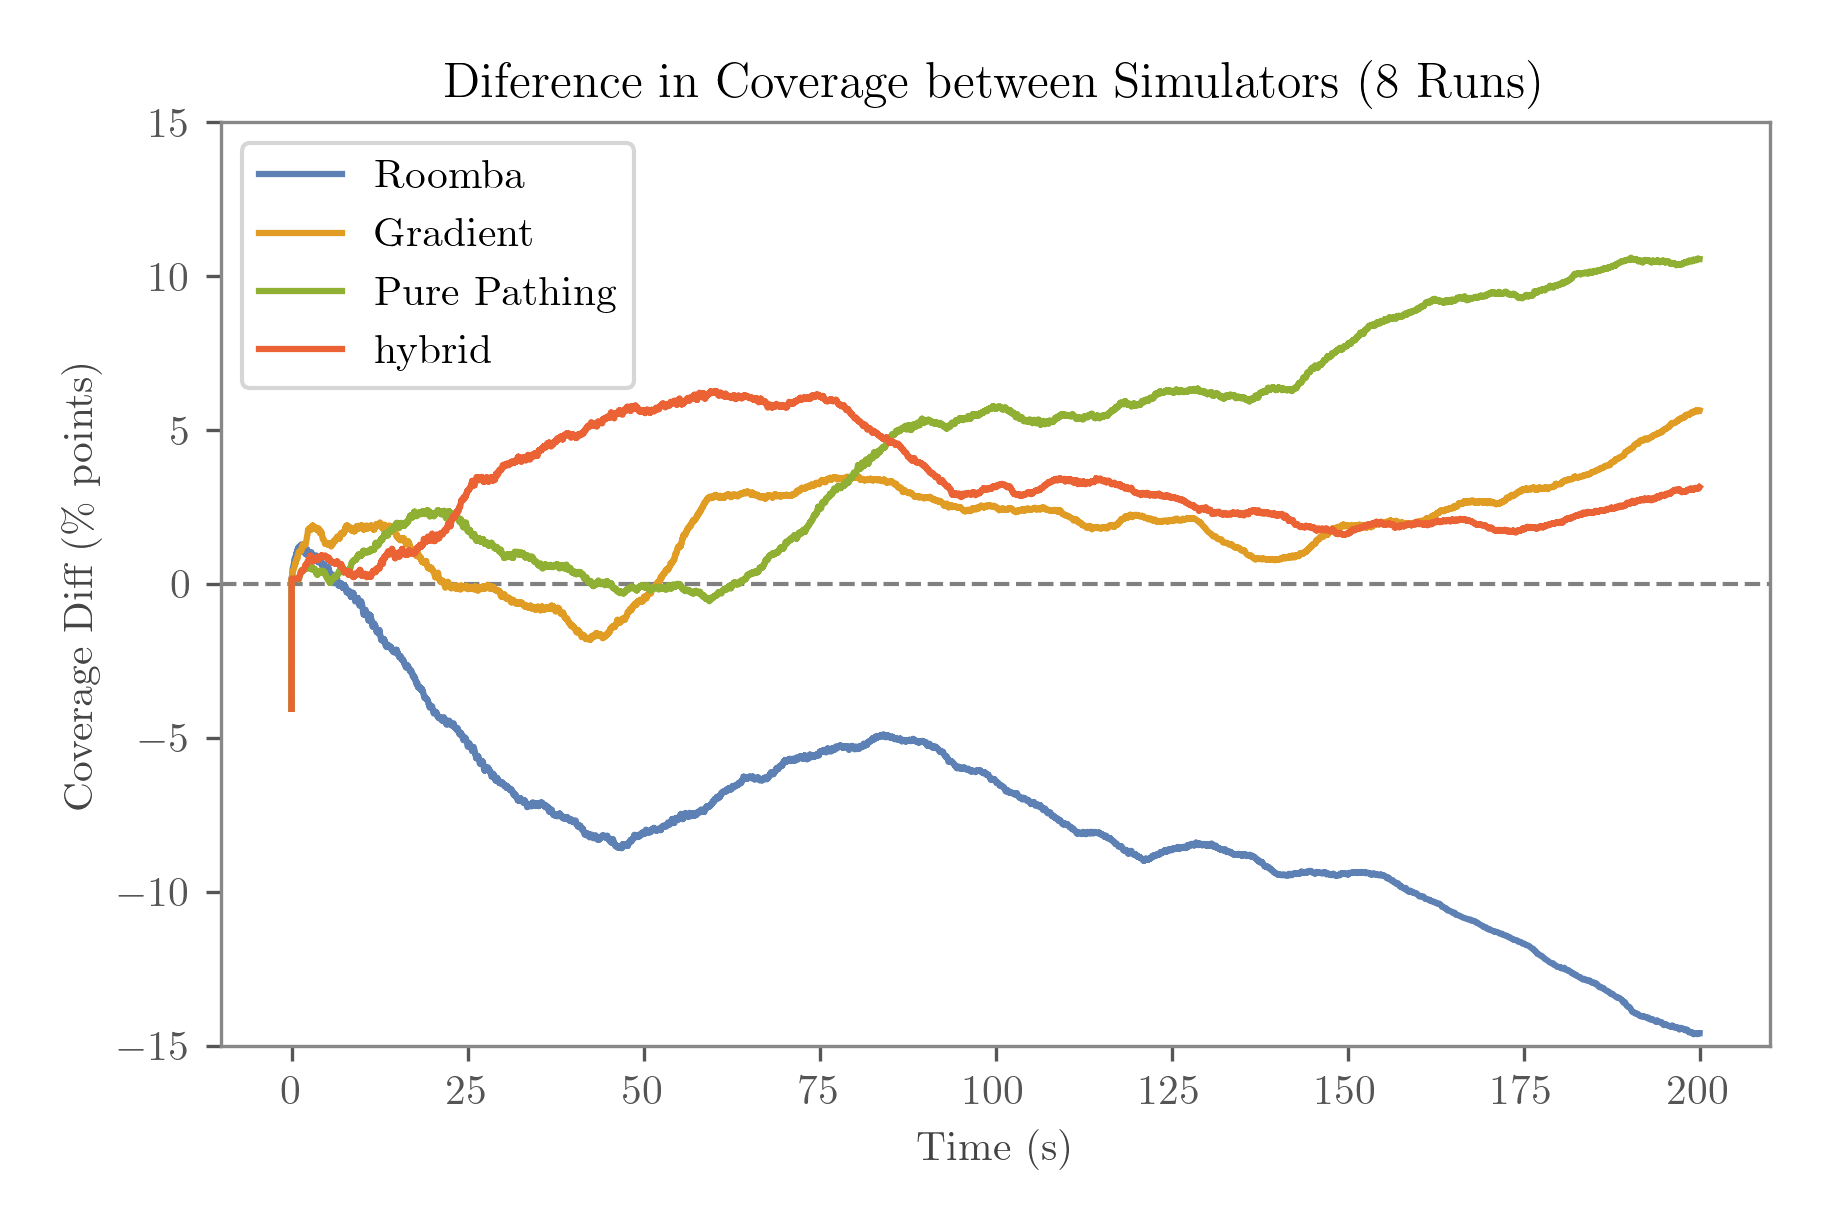 Diference in Coverage between Simulators (8 Runs)
15
10
5
0
−5
−10
−15
Coverage Diff (% points)
Roomba
Gradient
Pure Pathing
hybrid
0 25 50 75 100 125 150 175 200
Time (s)